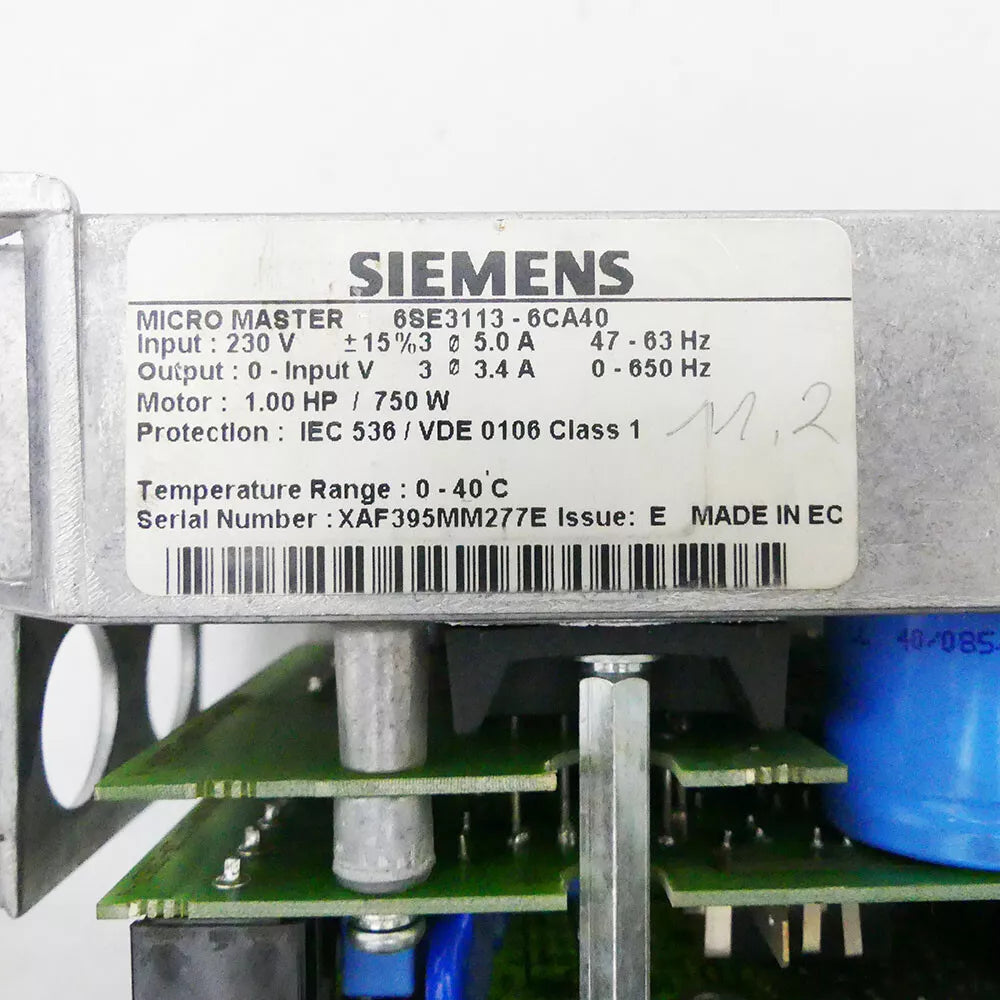 SIEMENS
MICRO MASTER 6SE3113 - 6CA40
Input : 230 V ±15%3 Ø 5.0 A 47 - 63 Hz
Output : 0 - Input V 3 Ø 3.4 A 0 - 650 Hz
Motor : 1.00 HP / 750 W
Protection : IEC 536 / VDE 0106 Class 1
11.2
Temperature Range : 0 - 40°C
Serial Number : XAF395MM277E Issue: E MADE IN EC
40/085